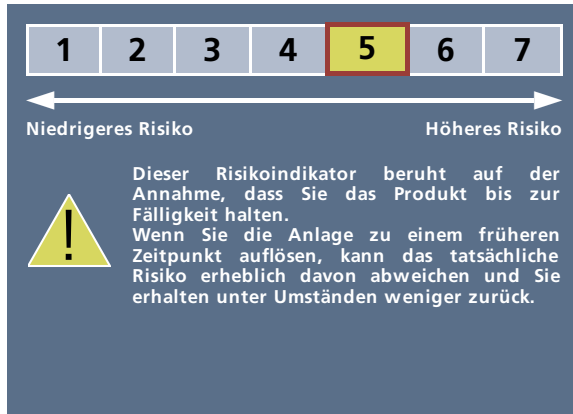 1 2 3 4 5 6 7
Niedrigeres Risiko Höheres Risiko
Dieser Risikoindikator beruht auf der
Annahme, dass Sie das Produkt bis zur
Fälligkeit halten.
Wenn Sie die Anlage zu einem früheren
Zeitpunkt auflösen, kann das tatsächliche
Risiko erheblich davon abweichen und Sie
erhalten unter Umständen weniger zurück.
!